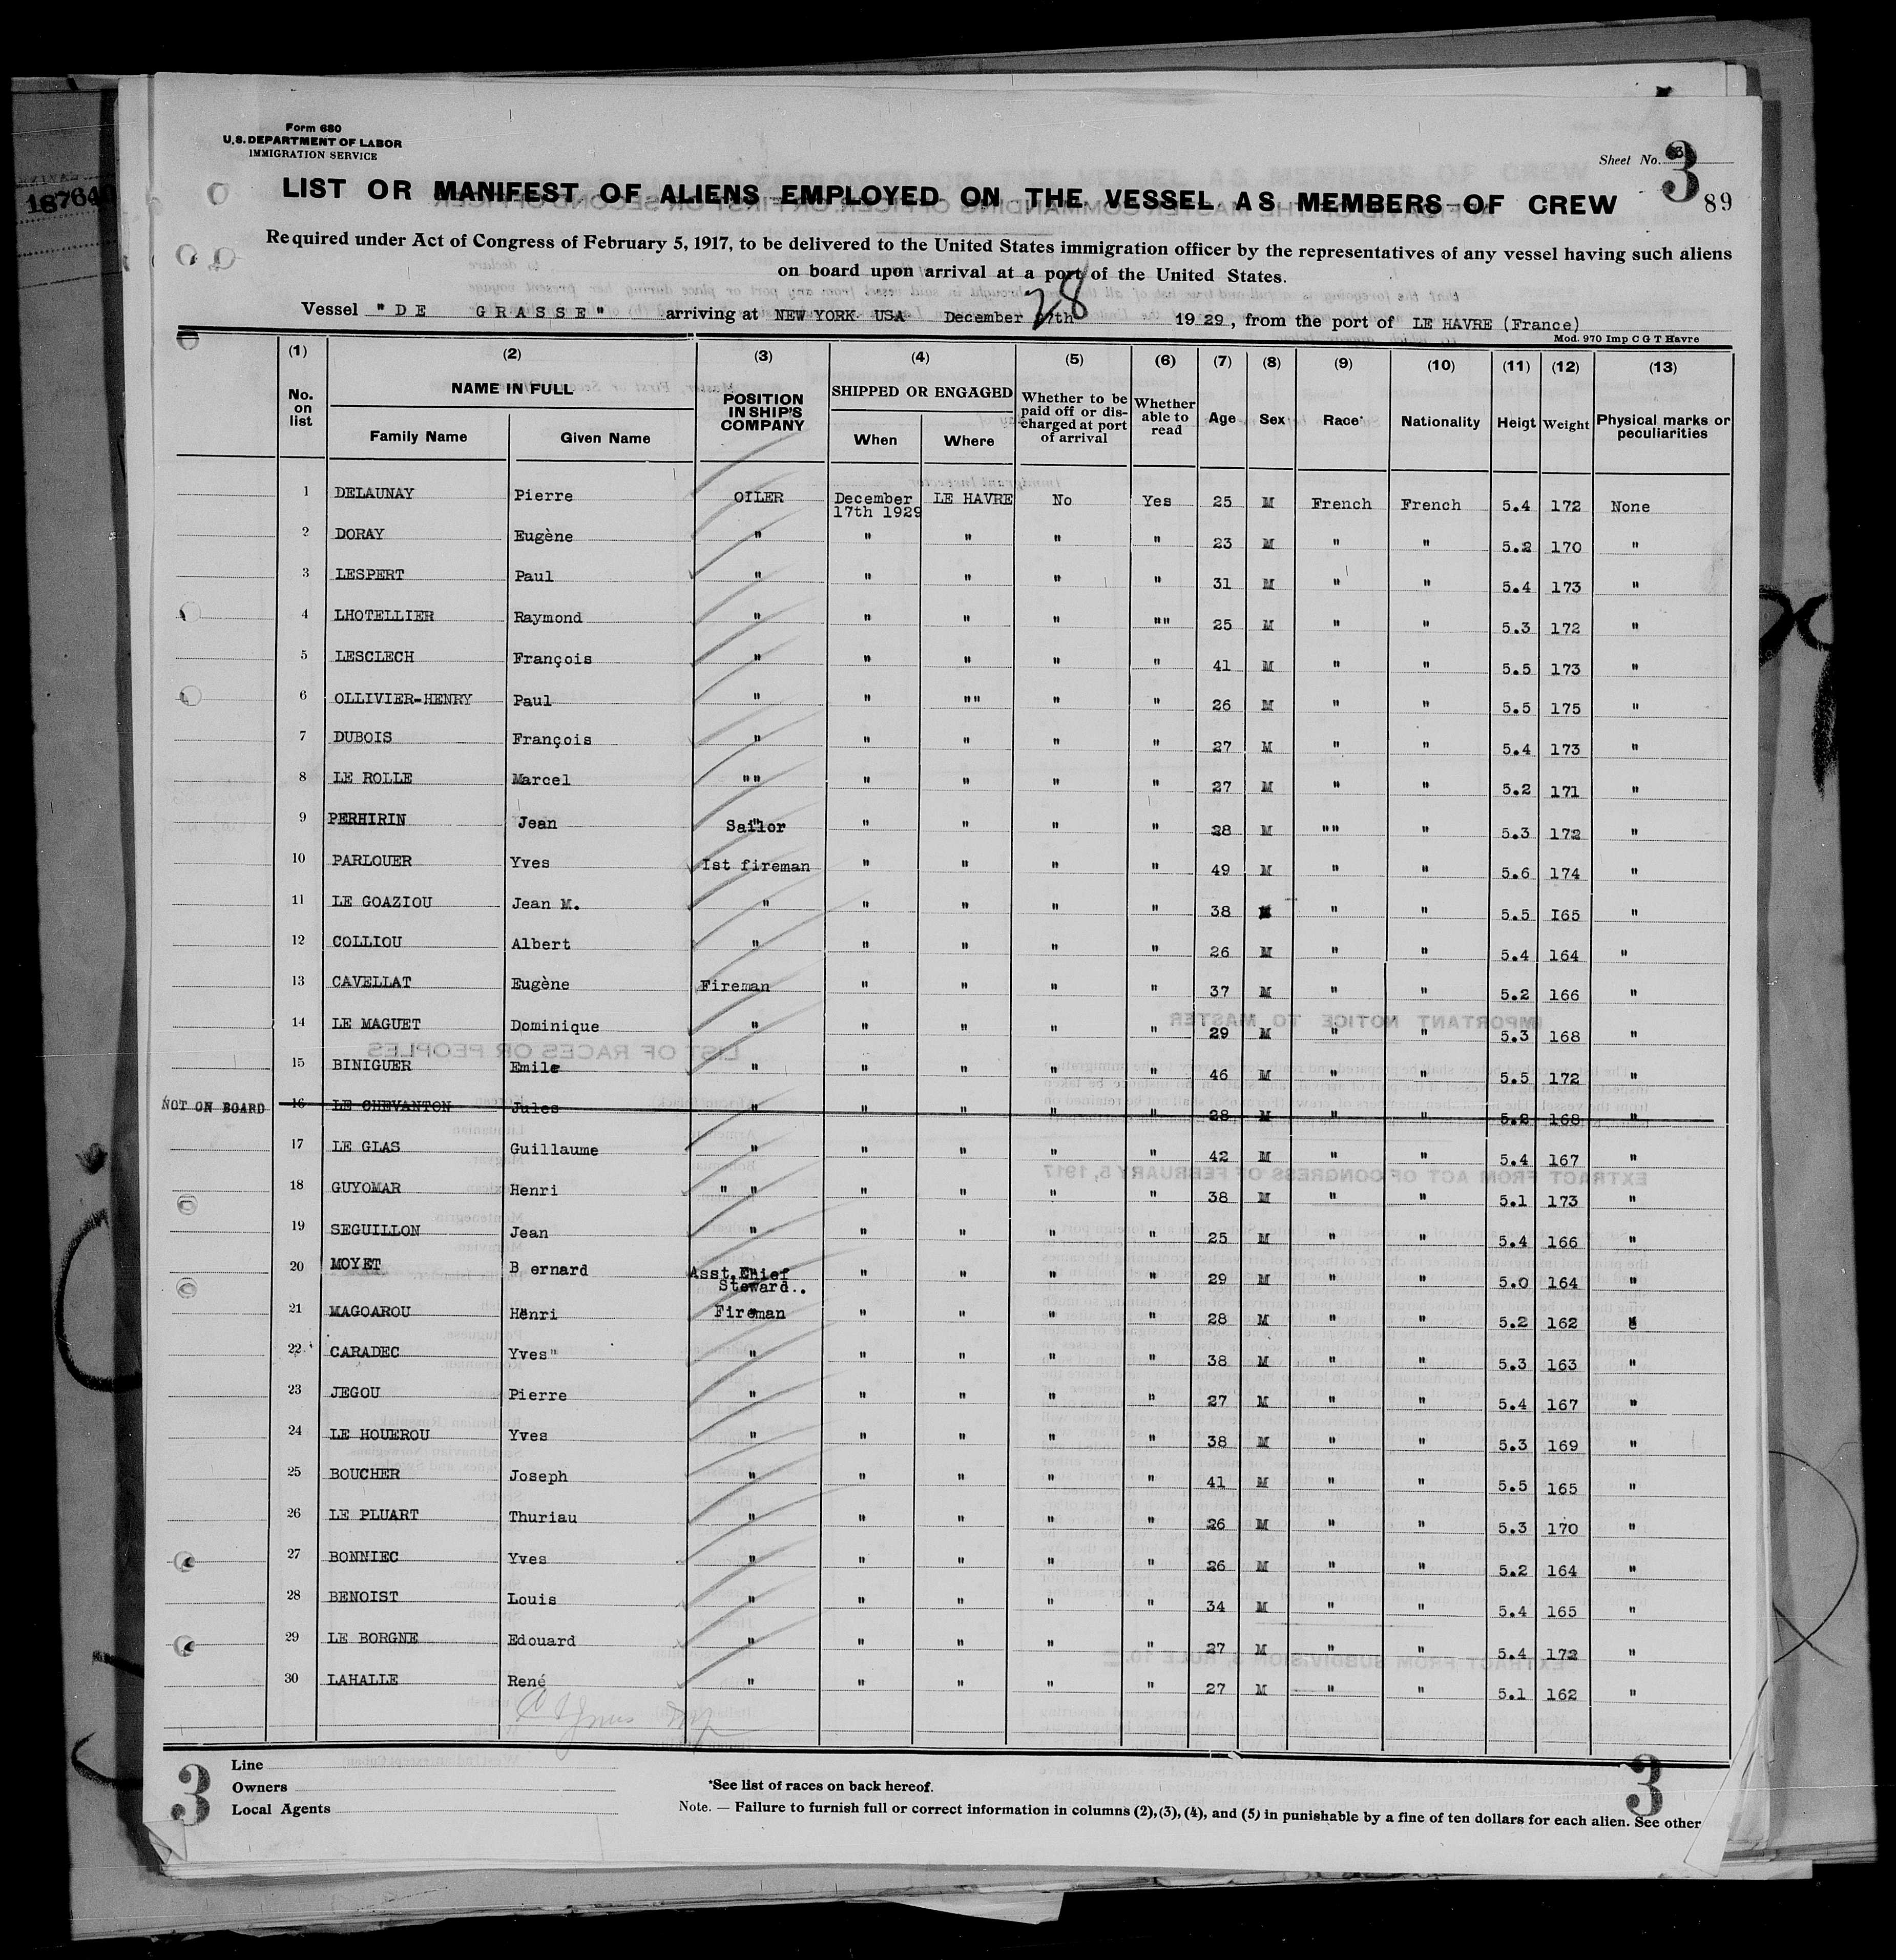 Form 680
U.S. DEPARTMENT OF LABOR
IMMIGRATION SERVICE
Sheet No. 3
3
89
187640
LIST OR MANIFEST OF ALIENS EMPLOYED ON THE VESSEL AS MEMBERS OF CREW
Required under Act of Congress of February 5, 1917, to be delivered to the United States immigration officer by the representatives of any vessel having such aliens
on board upon arrival at a port of the United States.
Vessel "DE GRASSE" arriving at NEW YORK USA December 28 1929, from the port of LE HAVRE (France)
Mod. 970 Imp C G T Havre
(1) (2) (3) (4) (5) (6) (7) (8) (9) (10) (11) (12) (13)
No. on list NAME IN FULL Family Name Given Name POSITION IN SHIP'S COMPANY SHIPPED OR ENGAGED When Where Whether to be paid off or discharged at port of arrival Whether able to read Age Sex Race* Nationality Heigt Weight Physical marks or peculiarities
1 DELAUNAY Pierre OILER December 17th 1929 LE HAVRE No Yes 25 M French French 5.4 172 None
2 DORAY Eugène " " " " " 23 M " " 5.2 170 "
3 LESPERT Paul " " " " " 31 M " " 5.4 173 "
4 LHOTELLIER Raymond " " " " "" 25 M " " 5.3 172 "
5 LESCLECH François " " " " " 41 M " " 5.5 173 "
6 OLLIVIER-HENRY Paul " " "" " " 26 M " " 5.5 175 "
7 DUBOIS François " " " " " 27 M " " 5.4 173 "
8 LE ROLLE Marcel "" " " " " 27 M " " 5.2 171 "
9 PERHIRIN Jean Sailor " " " " 28 M "" " 5.3 172 "
10 PARLOUER Yves Ist fireman " " " " 49 M " " 5.6 174 "
11 LE GOAZIOU Jean M. " " " " " 38 M " " 5.5 I65 "
12 COLLIOU Albert " " " " " 26 M " " 5.4 164 "
13 CAVELLAT Eugène Fireman " " " " 37 M " " 5.2 166 "
14 LE MAGUET Dominique " " " " " 29 M " " 5.3 168 "
15 BINIGUER Emile " " " " " 46 M " " 5.5 172 "
NOT ON BOARD 16 LE CHEVANTON Jules " " " " " 28 M " " 5.2 168 "
17 LE GLAS Guillaume " " " " " 42 M " " 5.4 167 "
18 GUYOMAR Henri " " " " " " 38 M " " 5.1 173 "
19 SEGUILLON Jean " " " " " 25 M " " 5.4 166 "
20 MOYET B ernard Asst.Chief Steward.. " " " " 29 M " " 5.0 164 "
21 MAGOAROU Henri Fireman " " " " 28 M " " 5.2 162 "
22 CARADEC Yves" " " " " " 38 M " " 5.3 163 "
23 JEGOU Pierre " " " " " 27 M " " 5.4 167 "
24 LE HOUEROU Yves " " " " " 38 M " " 5.3 169 "
25 BOUCHER Joseph " " " " " 41 M " " 5.5 165 "
26 LE PLUART Thuriau " " " " " 26 M " " 5.3 170 "
27 BONNIEC Yves " " " " " 26 M " " 5.2 164 "
28 BENOIST Louis " " " " " 34 M " " 5.4 165 "
29 LE BORGNE Edouard " " " " " 27 M " " 5.4 172 "
30 LAHALLE René " " " " " 27 M " " 5.1 162 "
3
Line
Owners
Local Agents
*See list of races on back hereof.
Note. — Failure to furnish full or correct information in columns (2),(3),(4), and (5) in punishable by a fine of ten dollars for each alien. See other
3